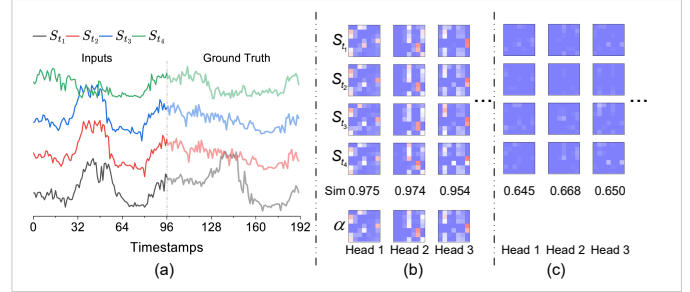 S_{t_1} S_{t_2} S_{t_3} S_{t_4}
Inputs Ground Truth
0 32 64 96 128 160 192
Timestamps
(a)
S_{t_1}
S_{t_2}
S_{t_3}
S_{t_4}
...
Sim 0.975 0.974 0.954
α
Head 1 Head 2 Head 3
(b)
...
0.645 0.668 0.650
Head 1 Head 2 Head 3
(c)